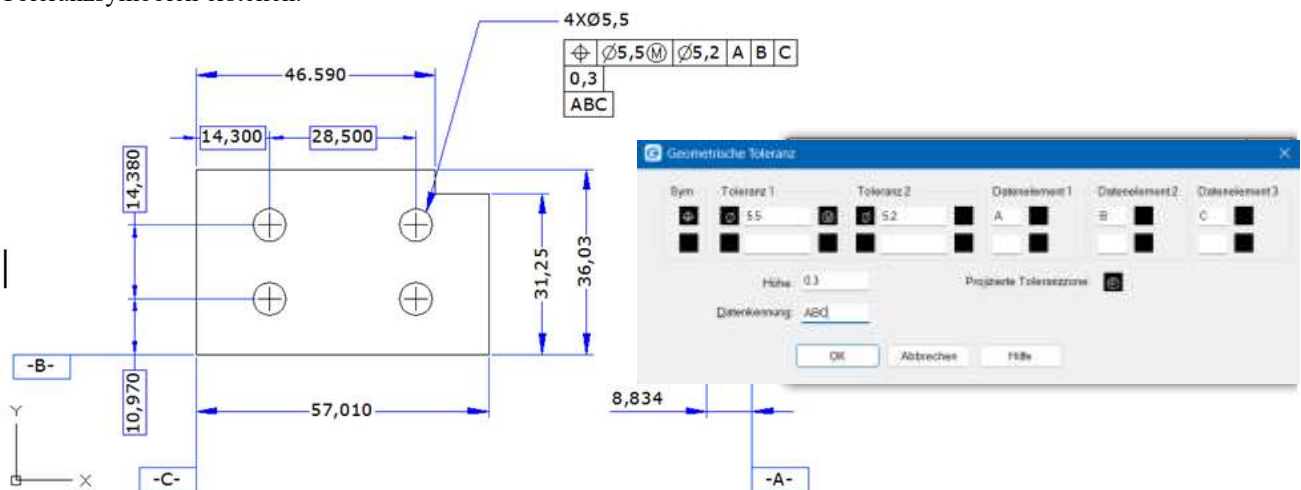 4XØ5,5
⌖ Ø5,5Ⓜ Ø5,2 A B C
0,3
ABC
46.590
14,300 28,500
14,380
31,25
36,03
10,970
57,010
8,834
-B-
-C-
-A-
Y
X
Geometrische Toleranz
Sym Toleranz 1 Toleranz 2 Datenelement 1 Datenelement 2 Datenelement 3
⌖ Ø 5.5 Ⓜ Ø 5.2 A B C
Höhe: 0.3 Projizierte Toleranzzone Ⓟ
Datenkennung: ABC
OK Abbrechen Hilfe